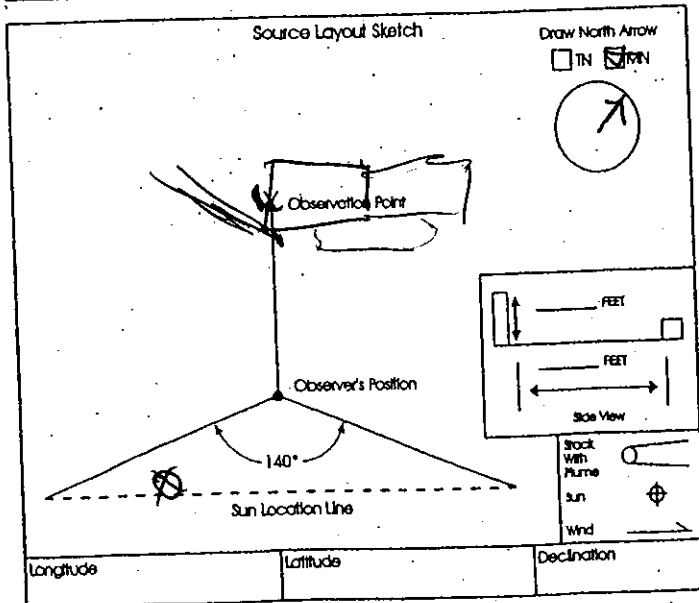 Source Layout Sketch
Draw North Arrow
TN MN
Observation Point
FEET
FEET
Side View
Observer's Position
140°
Sun Location Line
Stack
With
Plume
Sun
Wind
Longitude
Latitude
Declination